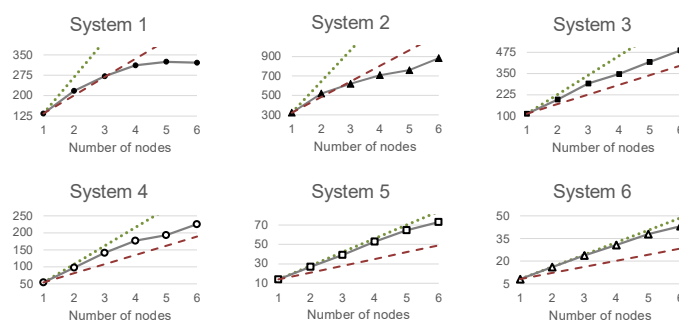 System 1
350
275
200
125
1 2 3 4 5 6
Number of nodes
System 2
900
700
500
300
1 2 3 4 5 6
Number of nodes
System 3
475
350
225
100
1 2 3 4 5 6
Number of nodes
System 4
250
200
150
100
50
1 2 3 4 5 6
Number of nodes
System 5
70
50
30
10
1 2 3 4 5 6
Number of nodes
System 6
50
35
20
5
1 2 3 4 5 6
Number of nodes